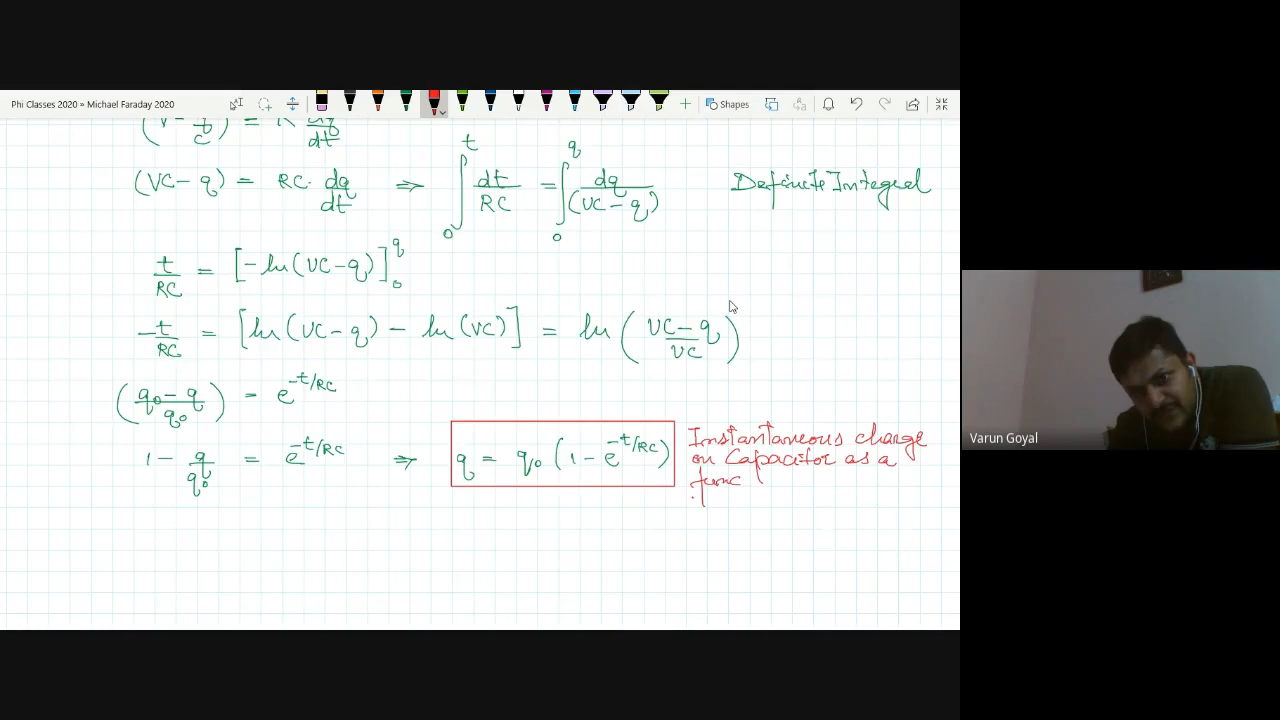 Phi Classes 2020 » Michael Faraday 2020
Shapes
(V - q/C) = R dq/dt
(VC - q) = RC. dq/dt ⇒ ∫₀ᵗ dt/RC = ∫₀^q dq/(VC - q) Definite Integral
t/RC = [-ln(VC-q)]₀^q
-t/RC = [ln(VC-q) - ln(VC)] = ln((VC-q)/VC)
((q₀-q)/q₀) = e^(-t/RC)
1 - q/q₀ = e^(-t/RC) ⇒ q = q₀(1 - e^(-t/RC))
Instantaneous charge
on Capacitor as a
func
Varun Goyal